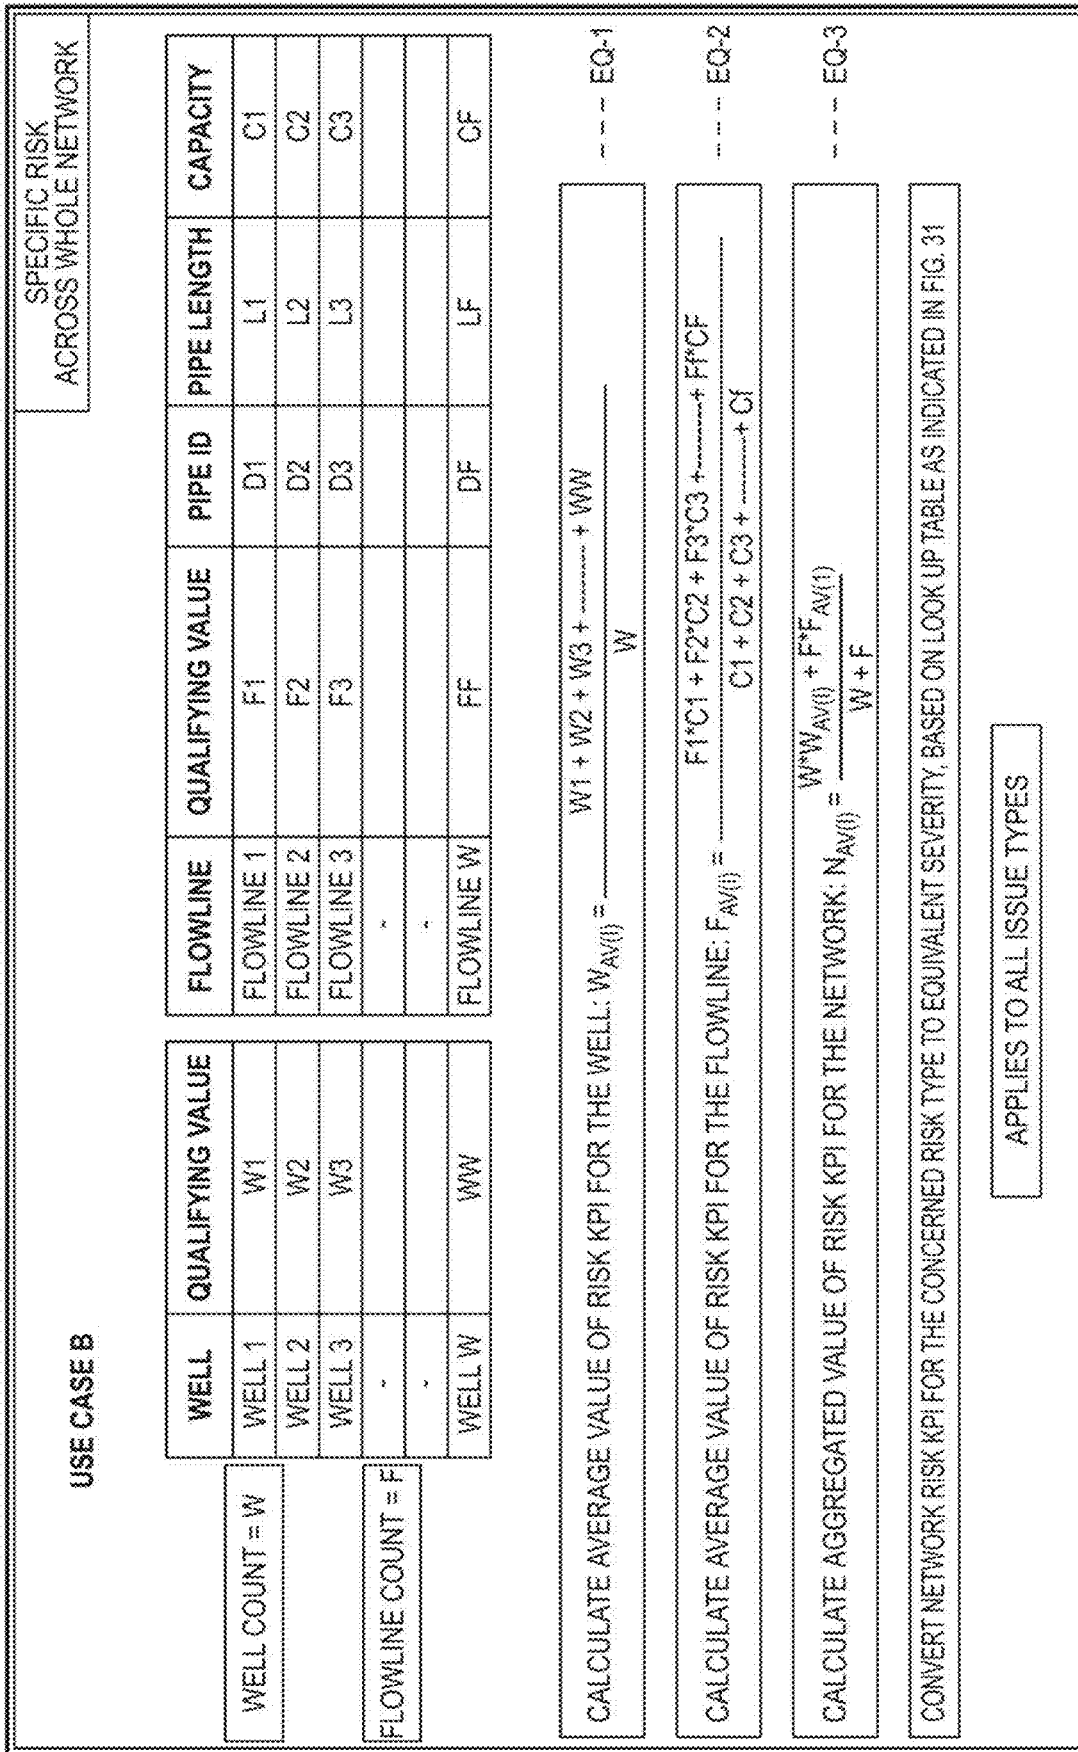 USE CASE B
SPECIFIC RISK
ACROSS WHOLE NETWORK
WELL COUNT = W
FLOWLINE COUNT = F
WELL QUALIFYING VALUE
WELL 1 W1
WELL 2 W2
WELL 3 W3
-
-
WELL W WW
FLOWLINE QUALIFYING VALUE PIPE ID PIPE LENGTH CAPACITY
FLOWLINE 1 F1 D1 L1 C1
FLOWLINE 2 F2 D2 L2 C2
FLOWLINE 3 F3 D3 L3 C3
-
-
FLOWLINE W FF DF LF CF
CALCULATE AVERAGE VALUE OF RISK KPI FOR THE WELL: WAV(I) = W1 + W2 + W3 + --------- + WW
W
- - - EQ-1
CALCULATE AVERAGE VALUE OF RISK KPI FOR THE FLOWLINE: FAV(I) = F1*C1 + F2*C2 + F3*C3 +--------+ Ff*CF
C1 + C2 + C3 + --------+ Cf
- - - EQ-2
CALCULATE AGGREGATED VALUE OF RISK KPI FOR THE NETWORK: NAV(I) = W*WAV(I) + F*FAV(1)
W + F
- - - EQ-3
CONVERT NETWORK RISK KPI FOR THE CONCERNED RISK TYPE TO EQUIVALENT SEVERITY, BASED ON LOOK UP TABLE AS INDICATED IN FIG. 31
APPLIES TO ALL ISSUE TYPES